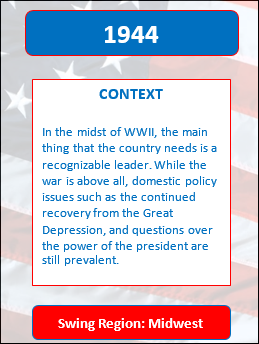 1944
CONTEXT
In the midst of WWII, the main
thing that the country needs is a
recognizable leader. While the
war is above all, domestic policy
issues such as the continued
recovery from the Great
Depression, and questions over
the power of the president are
still prevalent.
Swing Region: Midwest